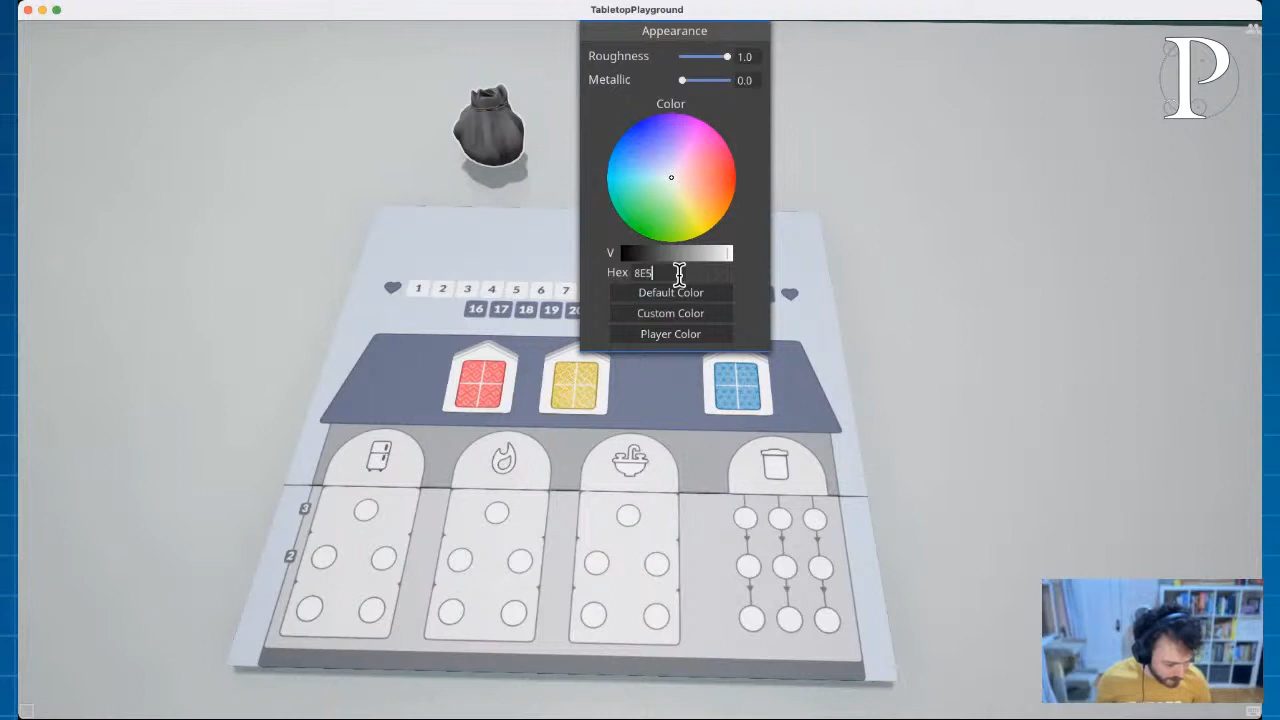 TabletopPlayground
Appearance
P
Roughness 1.0
Metallic 0.0
Color
V
Hex 8E5
Default Color
Custom Color
Player Color
1 2 3 4 5 6 7
16 17 18 19
3
2